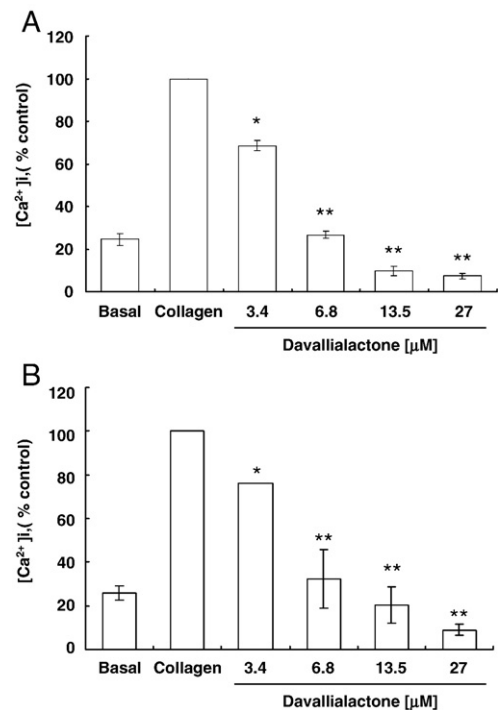 A
120
100
80
60
40
20
0
[Ca²⁺]i,( % control)
*
**
**
**
Basal Collagen 3.4 6.8 13.5 27
Davallialactone [μM]
B
120
100
80
60
40
20
0
[Ca²⁺]i,( % control)
*
**
**
**
Basal Collagen 3.4 6.8 13.5 27
Davallialactone [μM]